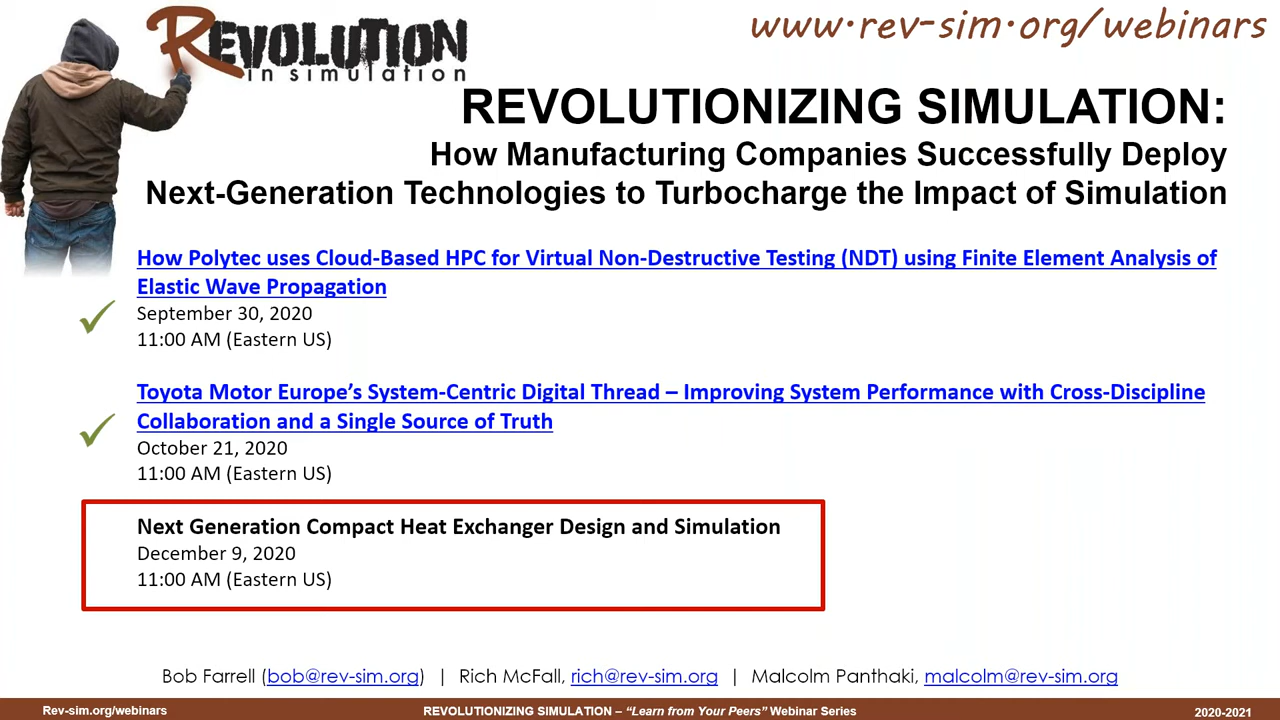 REVOLUTION
in simulation
www.rev-sim.org/webinars
REVOLUTIONIZING SIMULATION:
How Manufacturing Companies Successfully Deploy
Next-Generation Technologies to Turbocharge the Impact of Simulation
How Polytec uses Cloud-Based HPC for Virtual Non-Destructive Testing (NDT) using Finite Element Analysis of
Elastic Wave Propagation
September 30, 2020
11:00 AM (Eastern US)
Toyota Motor Europe’s System-Centric Digital Thread – Improving System Performance with Cross-Discipline
Collaboration and a Single Source of Truth
October 21, 2020
11:00 AM (Eastern US)
Next Generation Compact Heat Exchanger Design and Simulation
December 9, 2020
11:00 AM (Eastern US)
Bob Farrell (bob@rev-sim.org) | Rich McFall, rich@rev-sim.org | Malcolm Panthaki, malcolm@rev-sim.org
Rev-sim.org/webinars
REVOLUTIONIZING SIMULATION – “Learn from Your Peers” Webinar Series
2020-2021